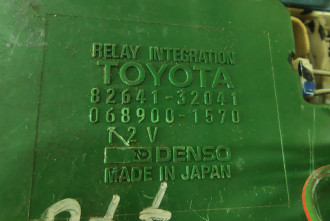 RELAY INTEGRATION
TOYOTA
82641-32041
068900-1570
12V
DENSO
MADE IN JAPAN